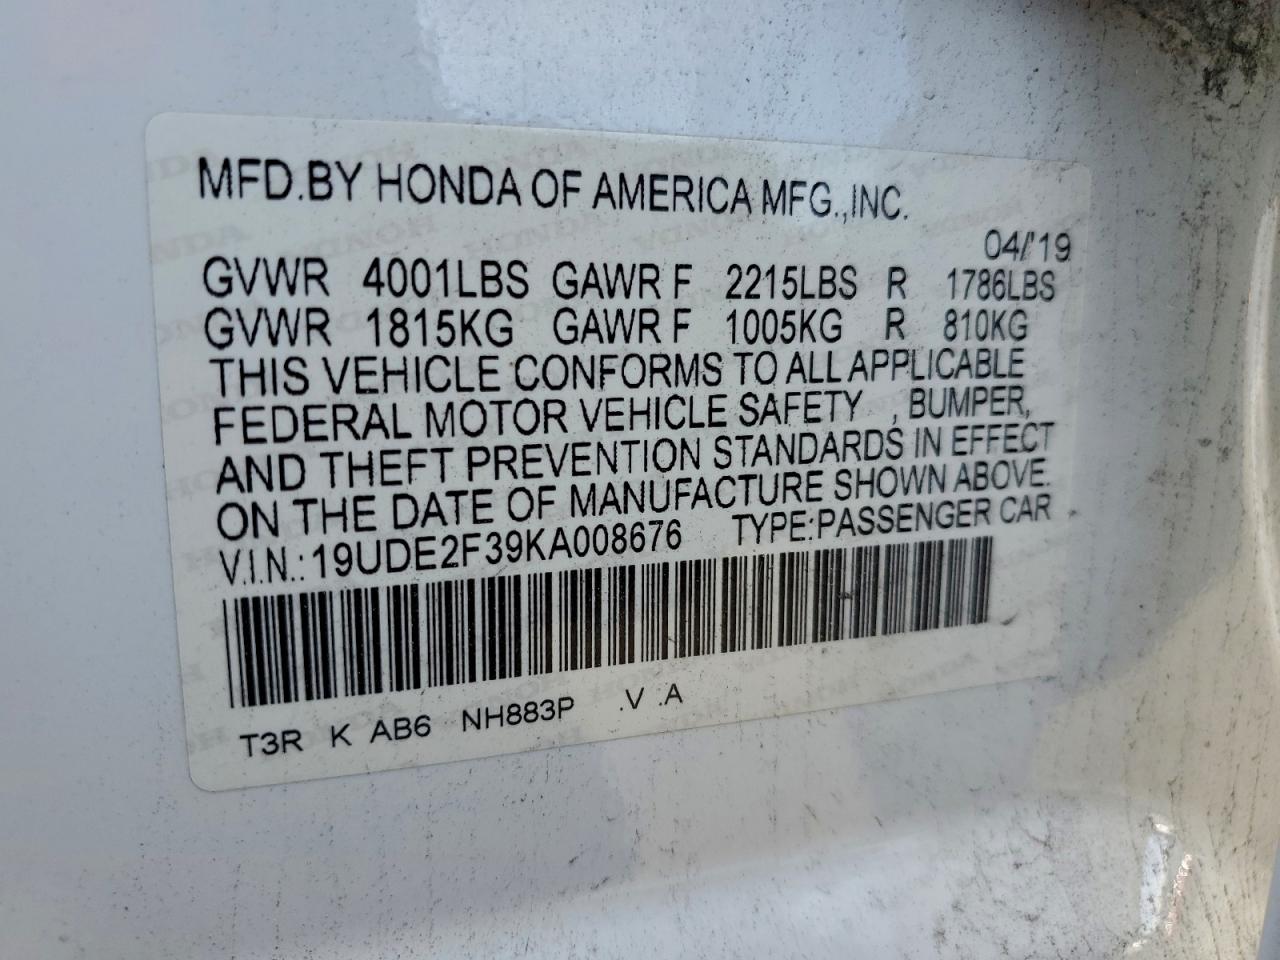 MFD.BY HONDA OF AMERICA MFG.,INC.
04/'19
GVWR 4001LBS GAWR F 2215LBS R 1786LBS
GVWR 1815KG GAWR F 1005KG R 810KG
THIS VEHICLE CONFORMS TO ALL APPLICABLE
FEDERAL MOTOR VEHICLE SAFETY , BUMPER,
AND THEFT PREVENTION STANDARDS IN EFFECT
ON THE DATE OF MANUFACTURE SHOWN ABOVE.
V.I.N.: 19UDE2F39KA008676 TYPE:PASSENGER CAR
T3R K AB6 NH883P .V .A